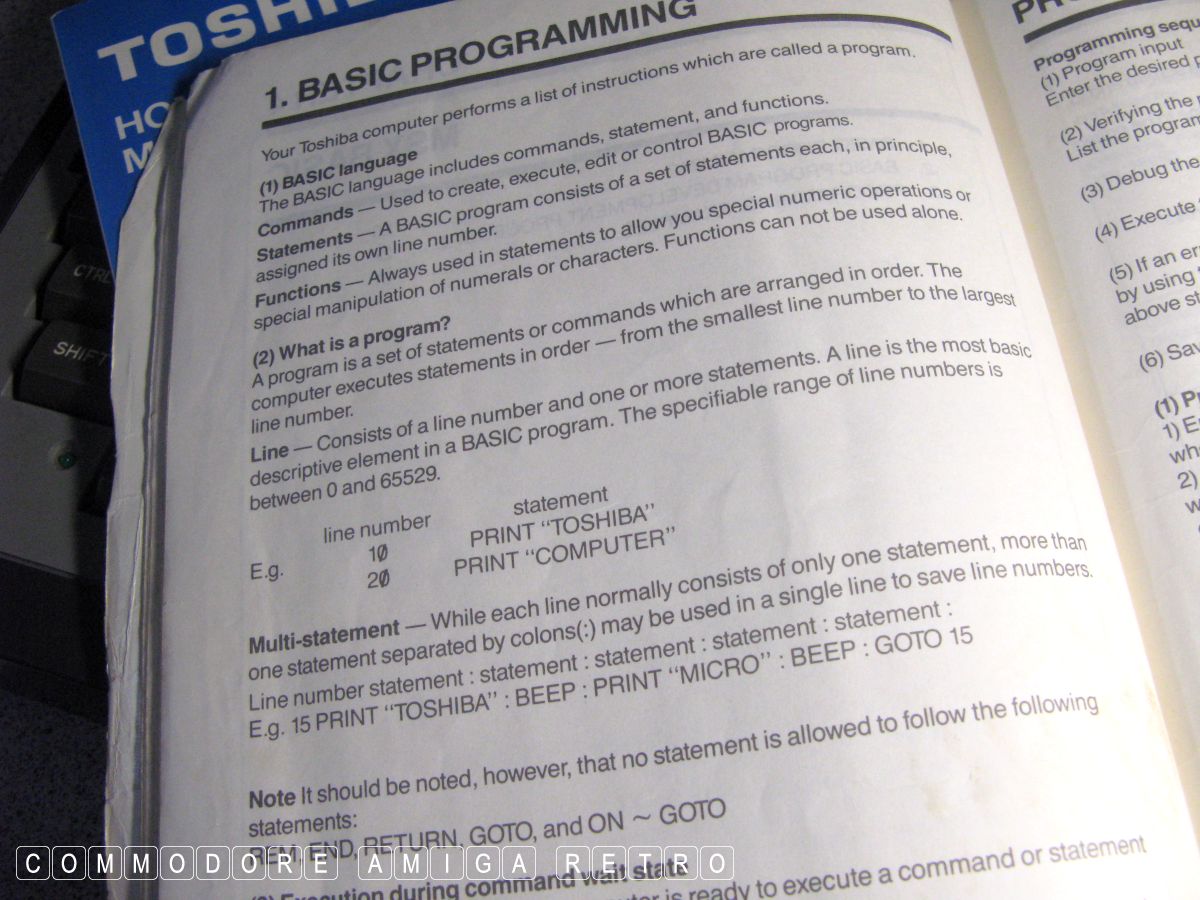 TOSHIB
HO
M
CTRL
SHIFT
1. BASIC PROGRAMMING
Your Toshiba computer performs a list of instructions which are called a program.
(1) BASIC language
The BASIC language includes commands, statement, and functions.
Commands — Used to create, execute, edit or control BASIC programs.
Statements — A BASIC program consists of a set of statements each, in principle,
assigned its own line number.
Functions — Always used in statements to allow you special numeric operations or
special manipulation of numerals or characters. Functions can not be used alone.
(2) What is a program?
A program is a set of statements or commands which are arranged in order. The
computer executes statements in order — from the smallest line number to the largest
line number.
Line — Consists of a line number and one or more statements. A line is the most basic
descriptive element in a BASIC program. The specifiable range of line numbers is
between 0 and 65529.
line number statement
10 PRINT “TOSHIBA”
E.g.
20 PRINT “COMPUTER”
Multi-statement — While each line normally consists of only one statement, more than
one statement separated by colons(:) may be used in a single line to save line numbers.
Line number statement : statement : statement : statement : statement :
E.g. 15 PRINT “TOSHIBA” : BEEP : PRINT “MICRO” : BEEP : GOTO 15
Note It should be noted, however, that no statement is allowed to follow the following
statements:
REM, END, RETURN, GOTO, and ON ~ GOTO
Execution during command wait state
is ready to execute a command or statement
Programming sequ
(1) Program input
Enter the desired p
(2) Verifying the
List the program
(3) Debug the
(4) Execute
(5) If an er
by using
above st
(6) Sav
(1) P
1) E
wh
2)
w
COMMODORE AMIGA RETRO